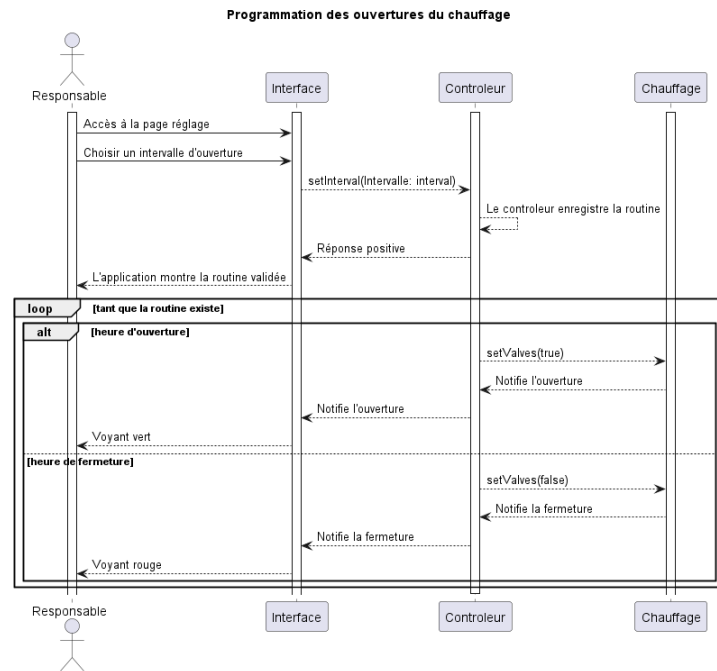 Programmation des ouvertures du chauffage
Responsable
Interface
Controleur
Chauffage
Accès à la page réglage
Choisir un intervalle d'ouverture
setInterval(Intervalle: interval)
Le controleur enregistre la routine
Réponse positive
L'application montre la routine validée
loop [tant que la routine existe]
alt [heure d'ouverture]
setValves(true)
Notifie l'ouverture
Notifie l'ouverture
Voyant vert
[heure de fermeture]
setValves(false)
Notifie la fermeture
Notifie la fermeture
Voyant rouge
Responsable
Interface
Controleur
Chauffage